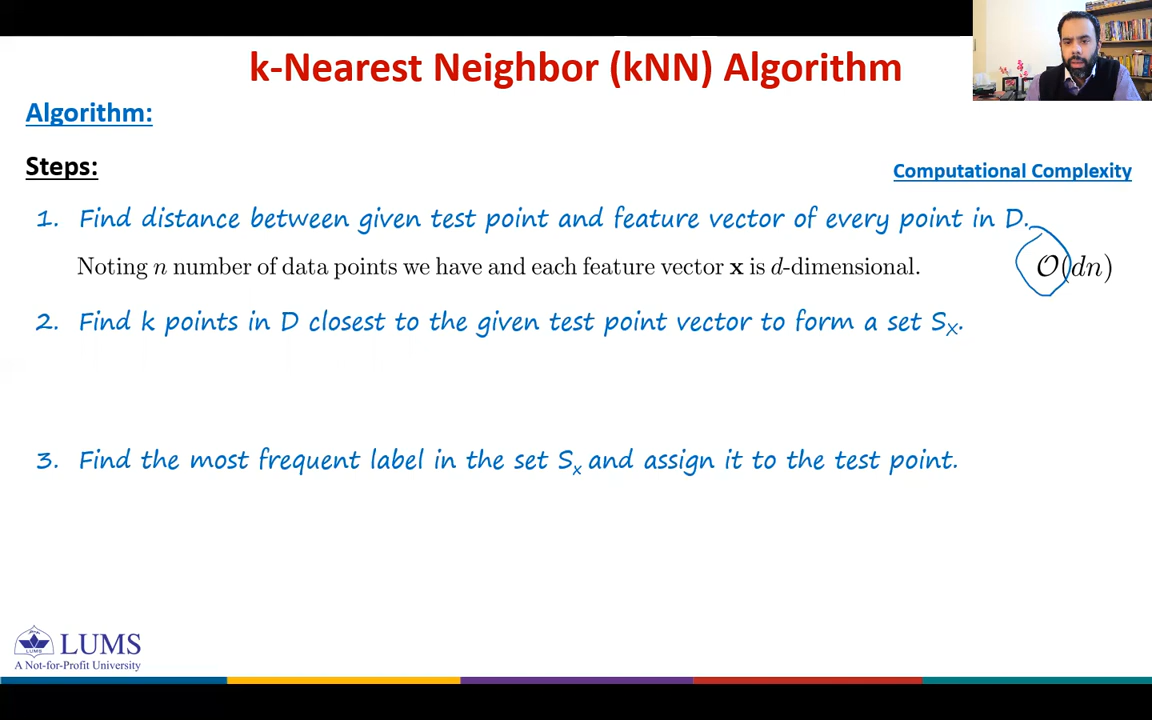 k-Nearest Neighbor (kNN) Algorithm
Algorithm:
Steps:
Computational Complexity
1. Find distance between given test point and feature vector of every point in D.
Noting n number of data points we have and each feature vector x is d-dimensional.
O(dn)
2. Find k points in D closest to the given test point vector to form a set Sx.
3. Find the most frequent label in the set Sx and assign it to the test point.
LUMS
A Not-for-Profit University